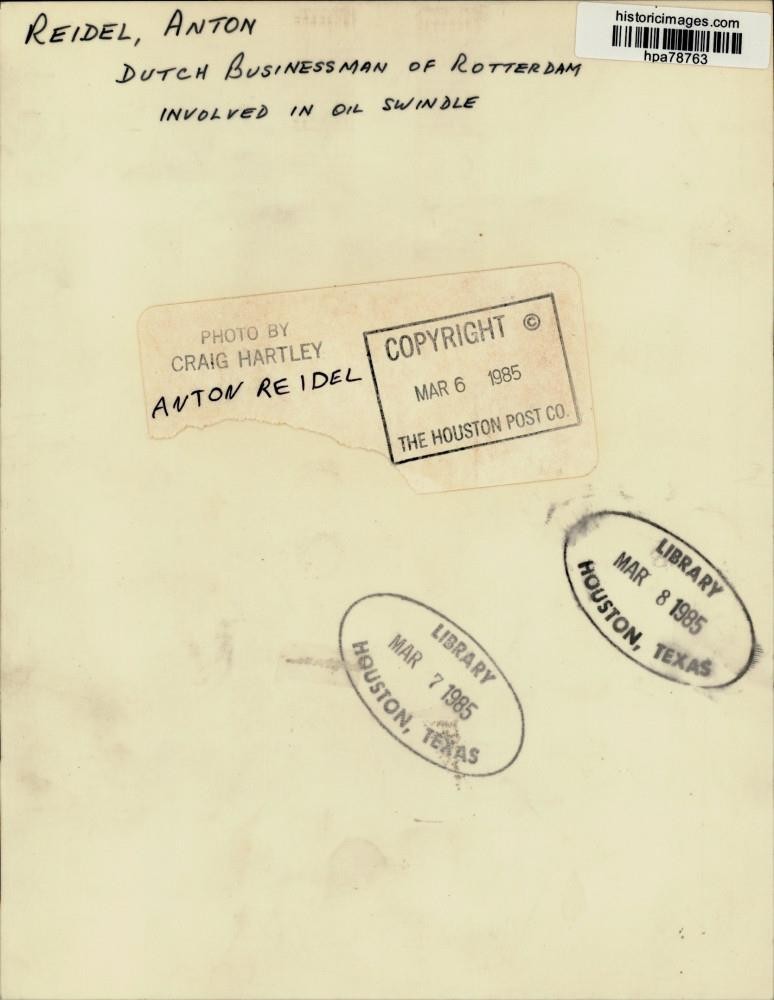 REIDEL, ANTON
DUTCH BUSINESSMAN OF ROTTERDAM
INVOLVED IN OIL SWINDLE
historicimages.com
hpa78763
PHOTO BY
CRAIG HARTLEY
ANTON REIDEL
COPYRIGHT ©
MAR 6 1985
THE HOUSTON POST CO.
LIBRARY
MAR 8 1985
HOUSTON, TEXAS
LIBRARY
MAR 7 1985
HOUSTON, TEXAS